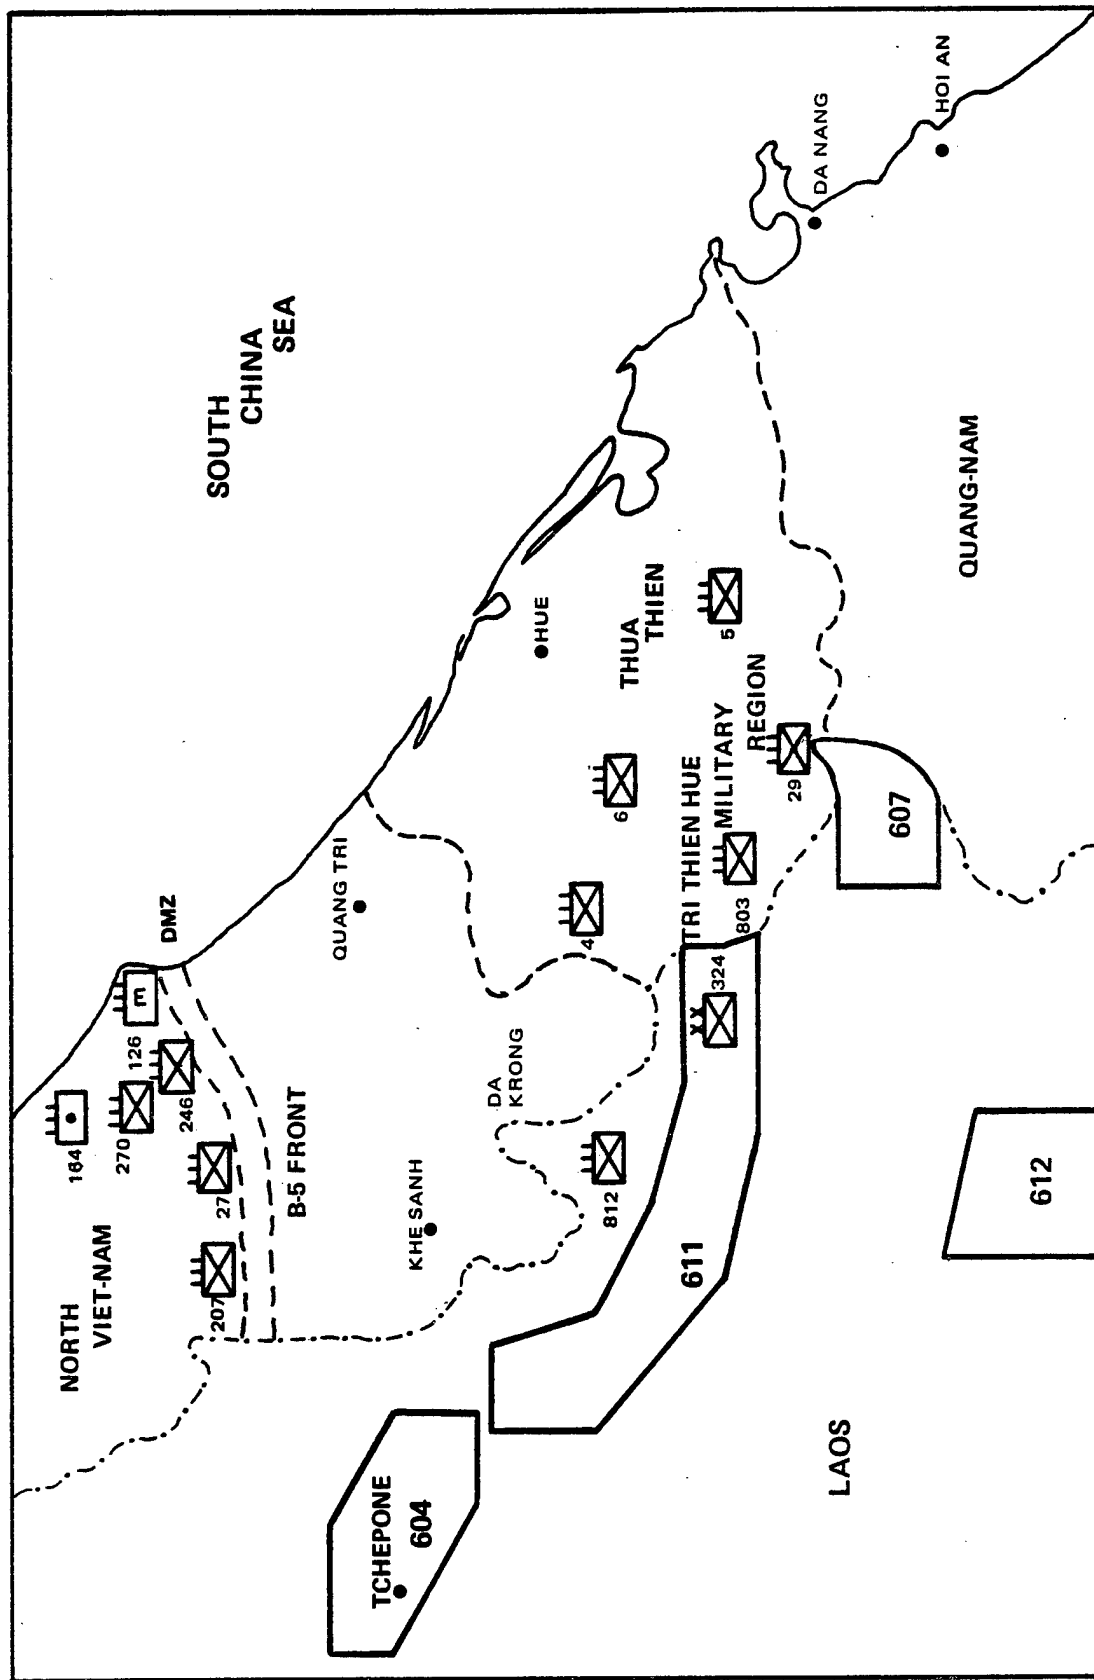 NORTH
VIET-NAM
164
270
126
246
27
207
DMZ
B-5 FRONT
SOUTH
CHINA
SEA
QUANG TRI
KHE SANH
DA
KRONG
TCHEPONE
604
HUE
4
6
THUA
THIEN
5
812
611
324
803
TRI THIEN HUE
MILITARY
REGION
29
607
DA NANG
HOI AN
QUANG-NAM
LAOS
612
E